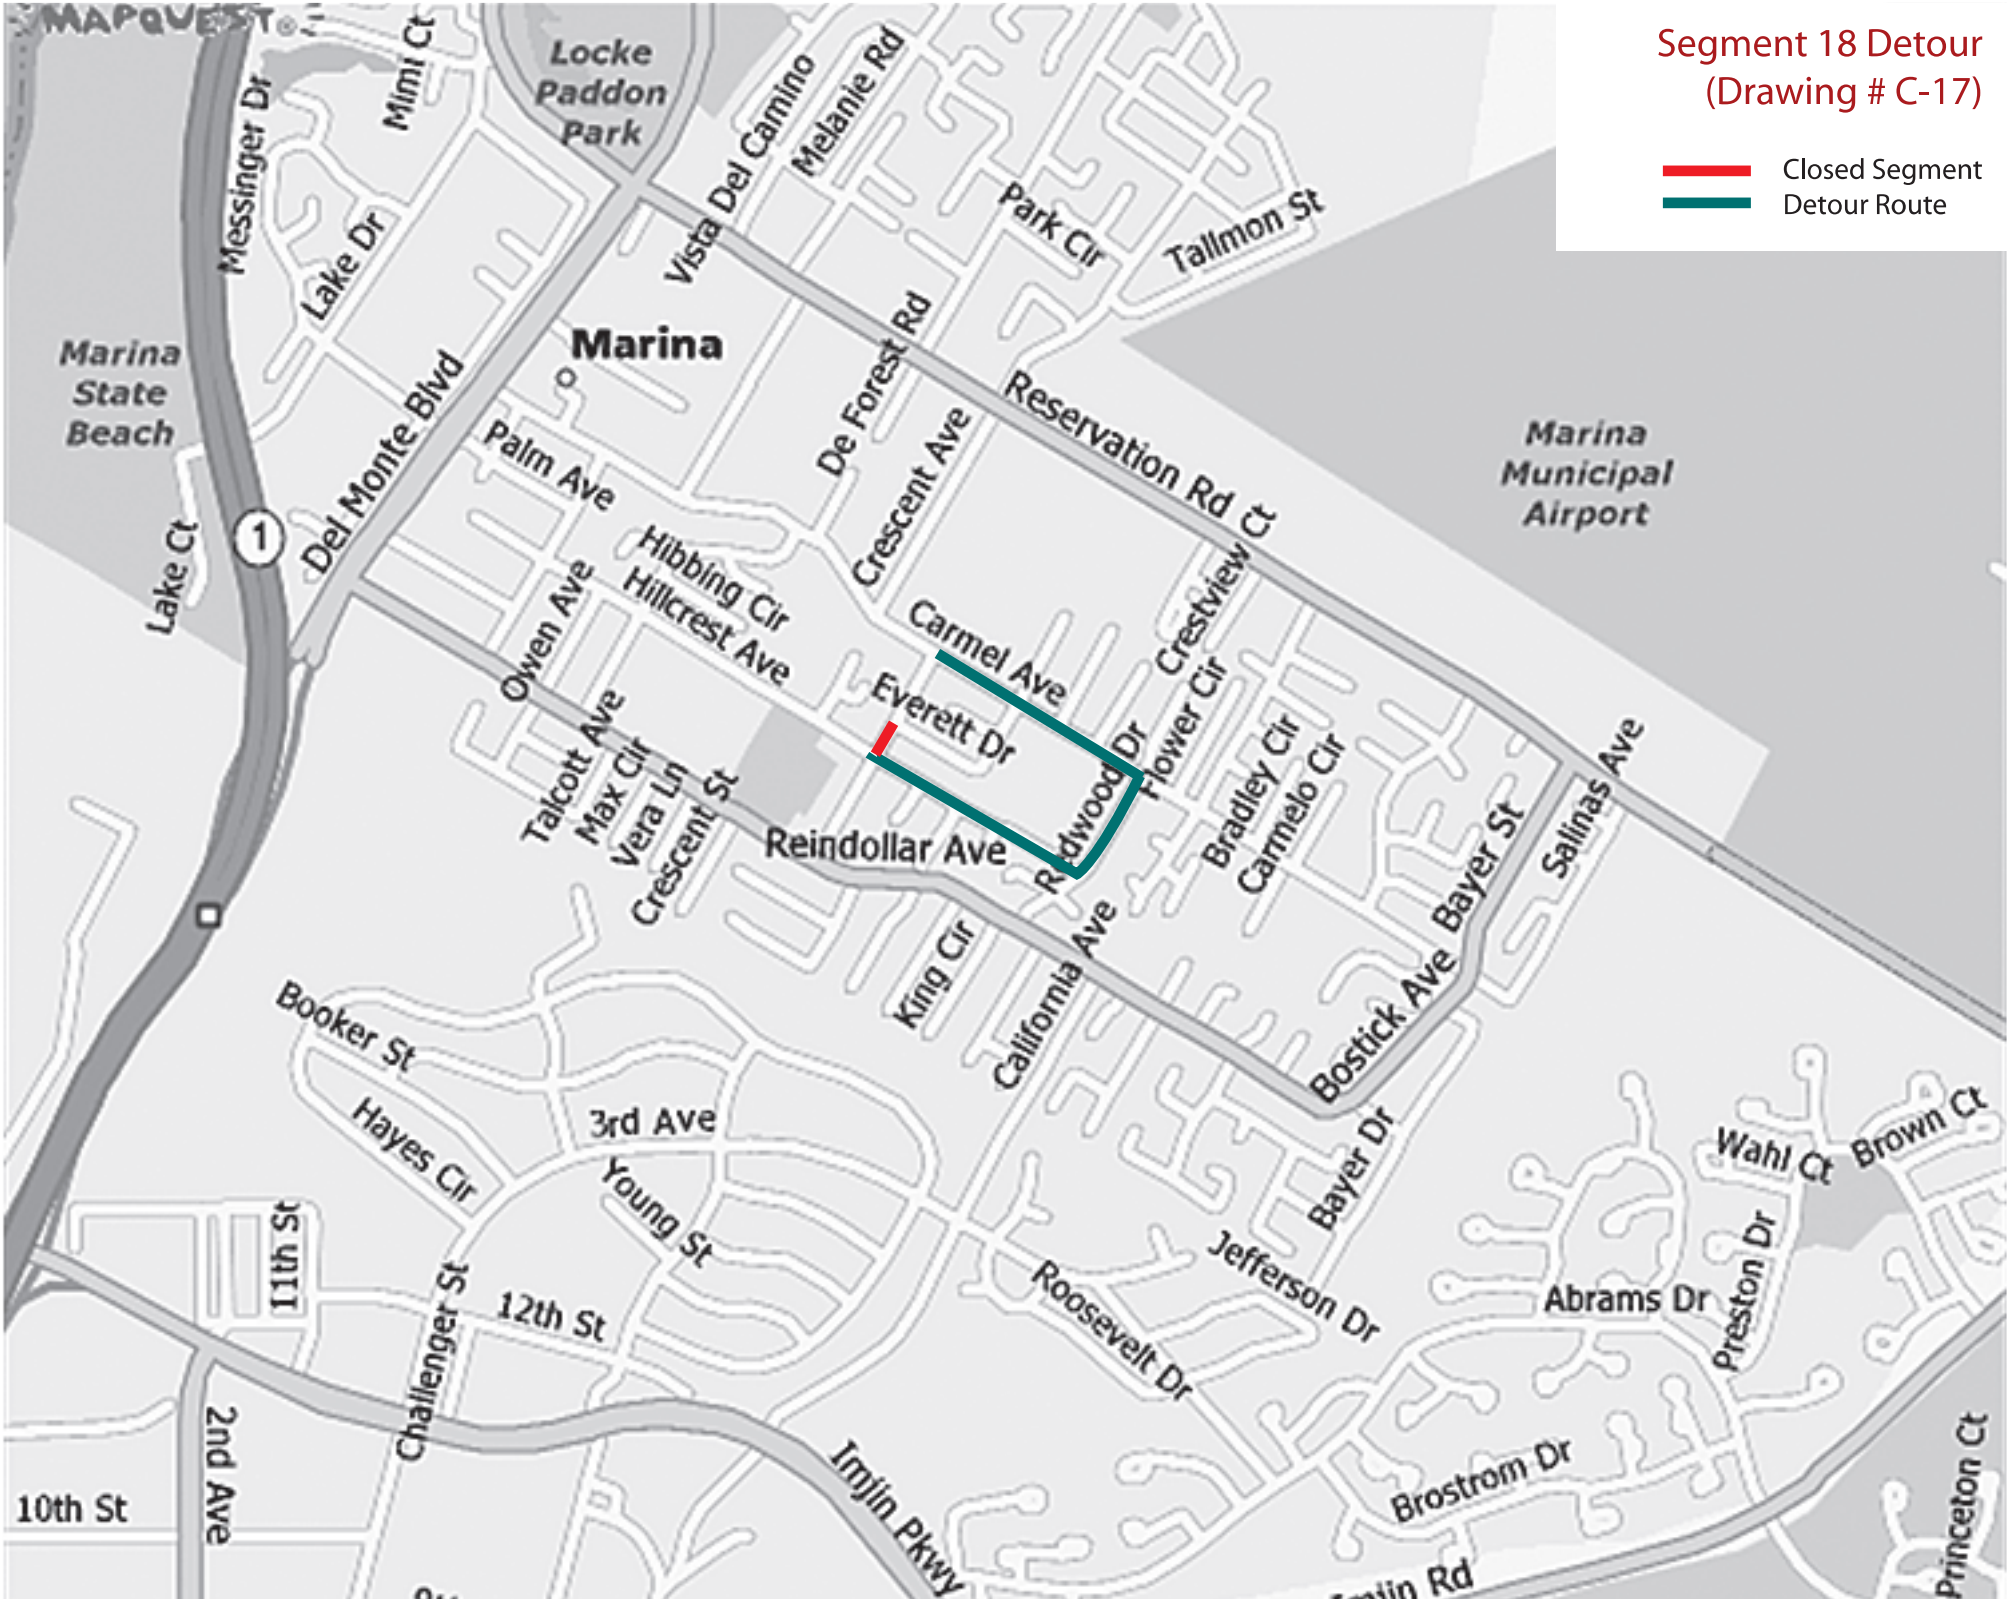 MAPQUEST®
Segment 18 Detour
(Drawing # C-17)
Closed Segment
Detour Route
Locke
Paddon
Park
Mimi Ct
Messinger Dr
Lake Dr
Vista Del Camino
Melanie Rd
Park Cir
Tallmon St
Marina
State
Beach
Marina
Del Monte Blvd
De Forest Rd
Reservation Rd
Ct
Marina
Municipal
Airport
Palm Ave
Crescent Ave
1
Lake Ct
Hibbing Cir
Hillcrest Ave
Owen Ave
Carmel Ave
Crestview
Everett Dr
Flower Cir
Redwood Dr
Talcott Ave
Max Cir
Vera Ln
Crescent St
Reindollar Ave
Bradley Cir
Carmelo Cir
Bayer St
Salinas Ave
King Cir
California Ave
Bostick Ave
Booker St
Hayes Cir
3rd Ave
Young St
Bayer Dr
Wahl Ct
Brown Ct
11th St
12th St
Challenger St
Jefferson Dr
Roosevelt Dr
Abrams Dr
Preston Dr
2nd Ave
10th St
Imjin Pkwy
Brostrom Dr
Princeton Ct
Imjin Rd